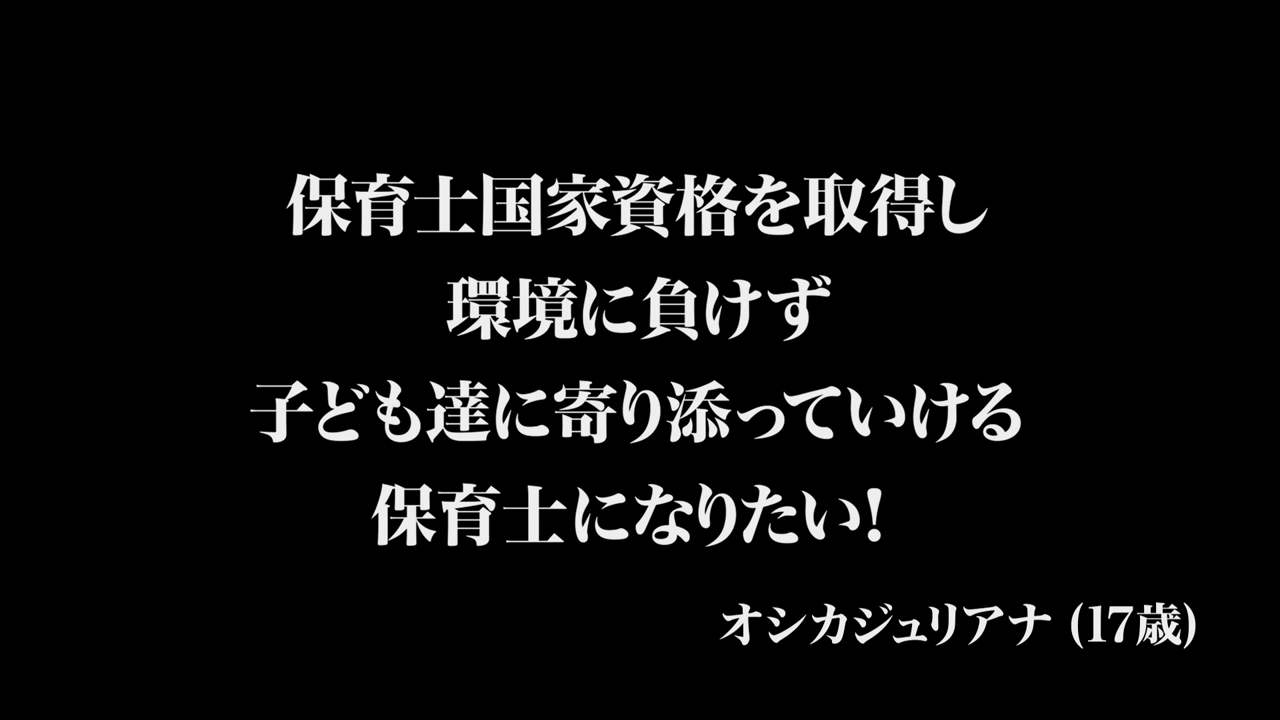 保育士国家資格を取得し
環境に負けず
子ども達に寄り添っていける
保育士になりたい!
オシカジュリアナ (17歳)